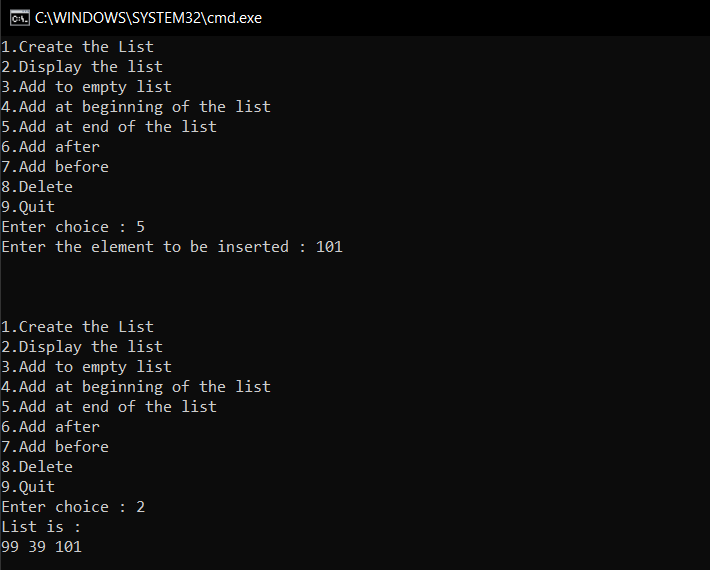 C:\WINDOWS\SYSTEM32\cmd.exe
1.Create the List
2.Display the list
3.Add to empty list
4.Add at beginning of the list
5.Add at end of the list
6.Add after
7.Add before
8.Delete
9.Quit
Enter choice : 5
Enter the element to be inserted : 101
1.Create the List
2.Display the list
3.Add to empty list
4.Add at beginning of the list
5.Add at end of the list
6.Add after
7.Add before
8.Delete
9.Quit
Enter choice : 2
List is :
99 39 101